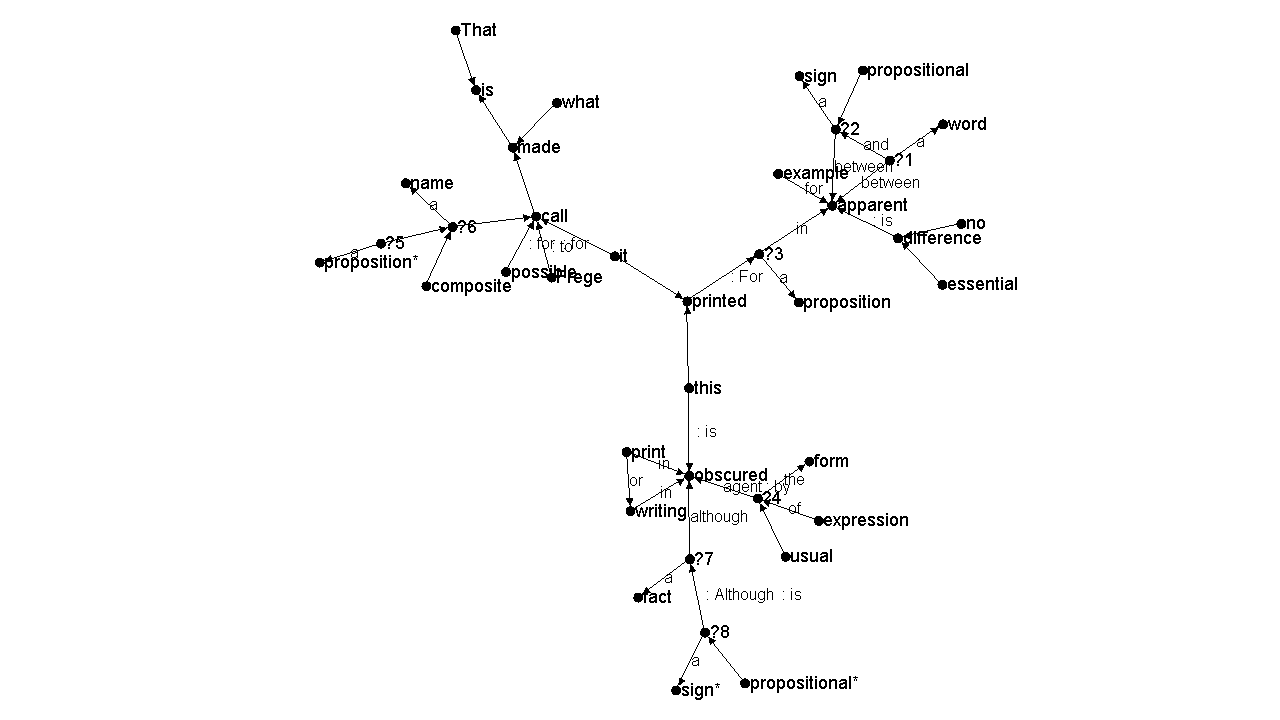 That
sign
propositional
is
what
a
word
?2
and
a
made
between
?1
example
between
name
for
a
apparent
call
: is
no
?6
difference
?5
: for
: to
for
a
it
in
?3
proposition*
possible
Frege
: For
a
essential
composite
printed
proposition
this
: is
print
in
form
obscured
the
or
in
agent
: by
?4
of
writing
although
expression
?7
usual
a
fact
: Although
: is
?8
a
sign*
propositional*